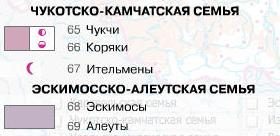 ЧУКОТСКО-КАМЧАТСКАЯ СЕМЬЯ
65 Чукчи
66 Коряки
67 Ительмены
ЭСКИМОССКО-АЛЕУТСКАЯ СЕМЬЯ
68 Эскимосы
69 Алеуты